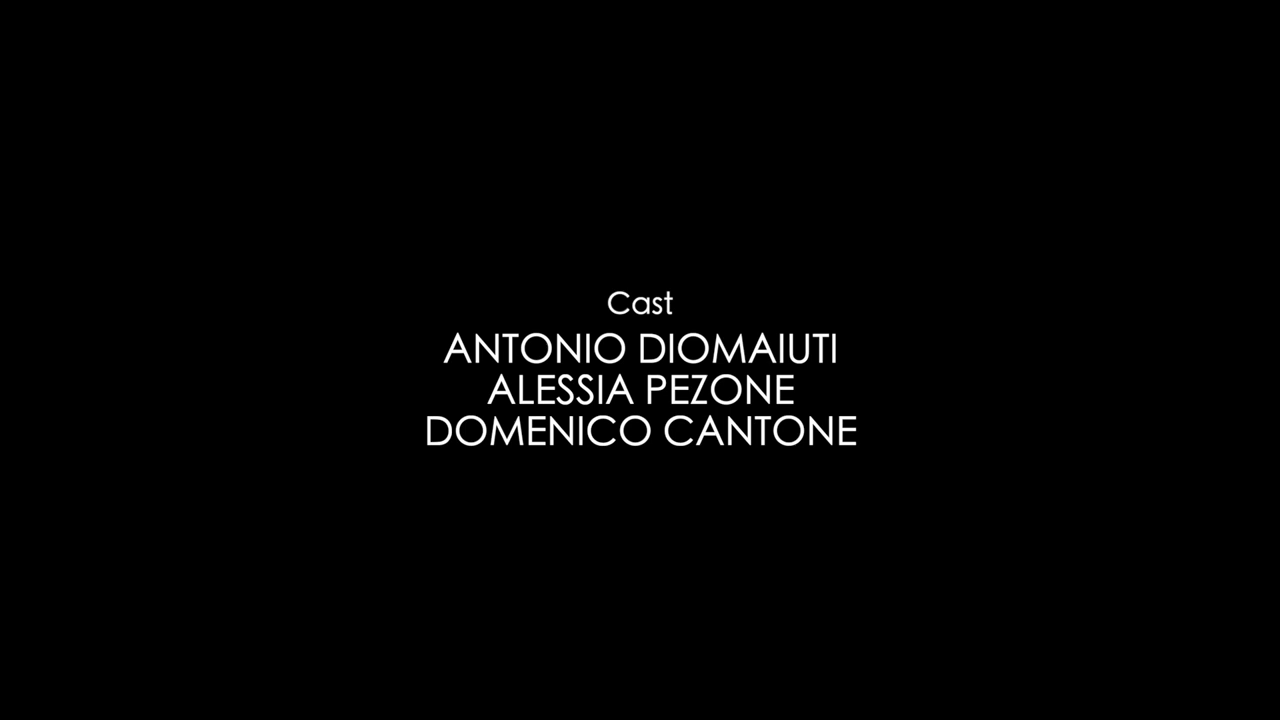 Cast
ANTONIO DIOMAIUTI
ALESSIA PEZONE
DOMENICO CANTONE